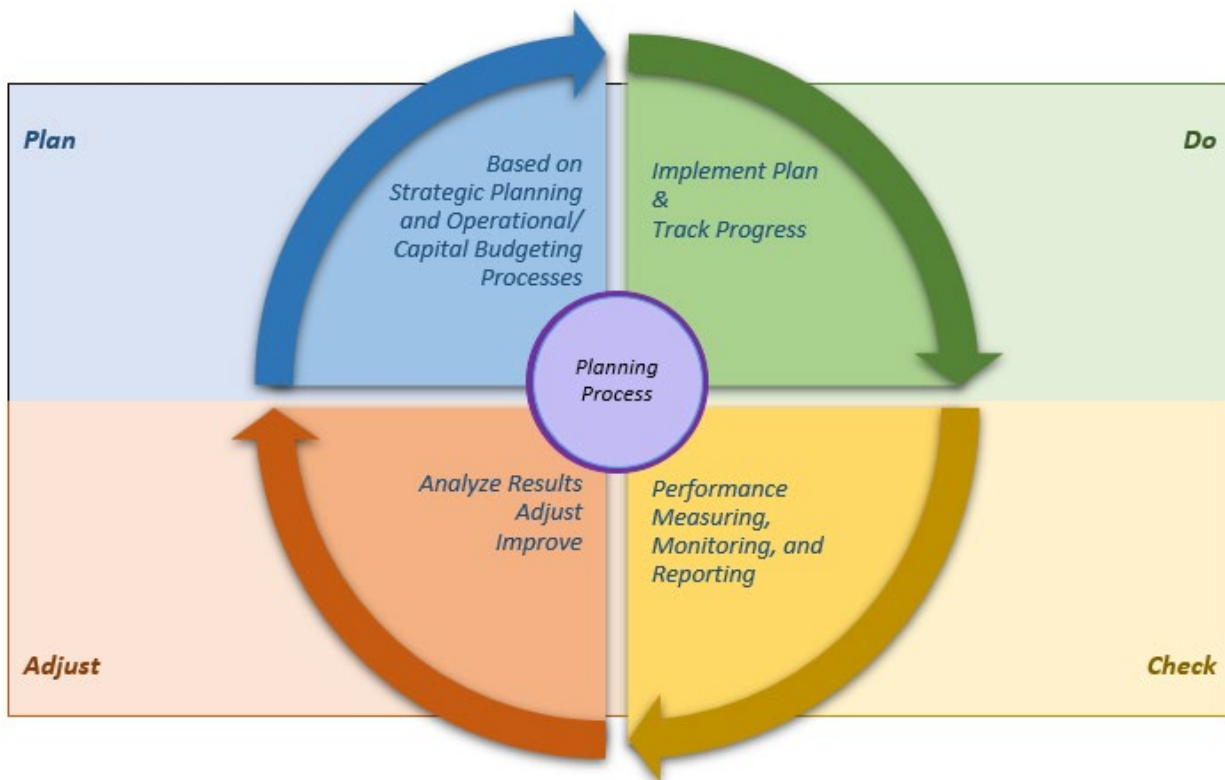 Plan
Based on
Strategic Planning
and Operational/
Capital Budgeting
Processes
Do
Implement Plan
&
Track Progress
Planning
Process
Adjust
Analyze Results
Adjust
Improve
Check
Performance
Measuring,
Monitoring, and
Reporting